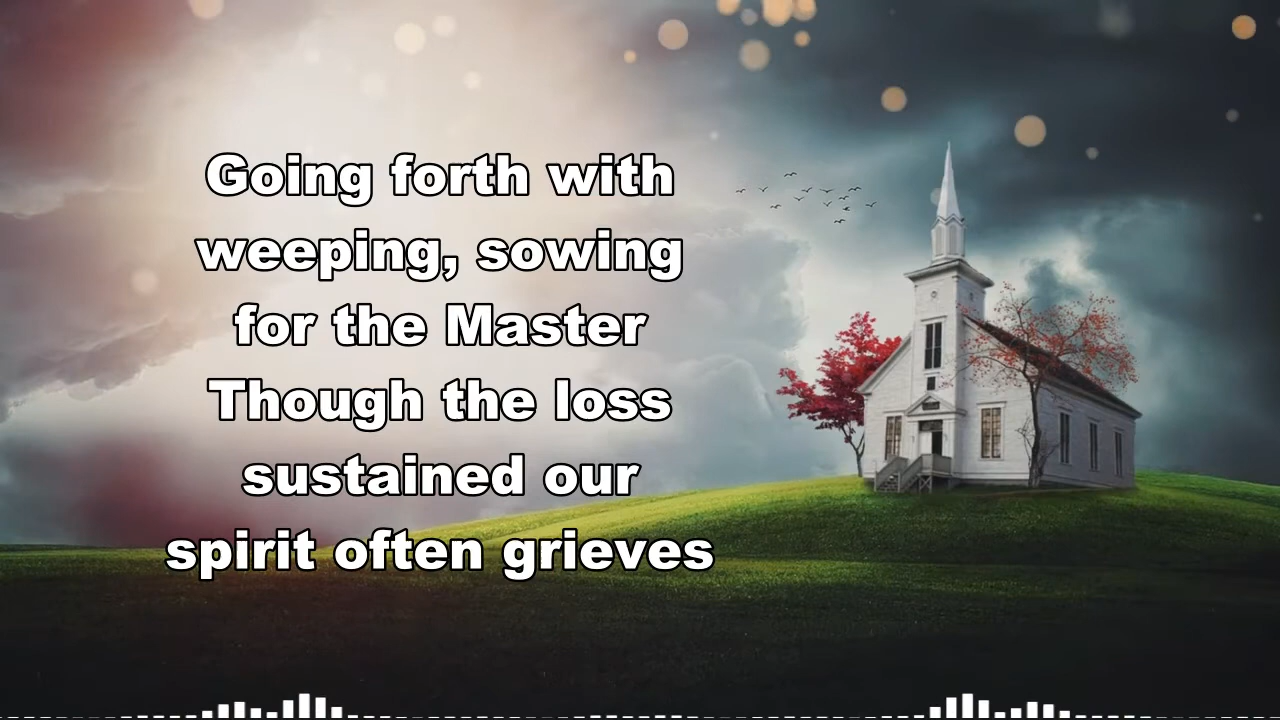 Going forth with
weeping, sowing
for the Master
Though the loss
sustained our
spirit often grieves